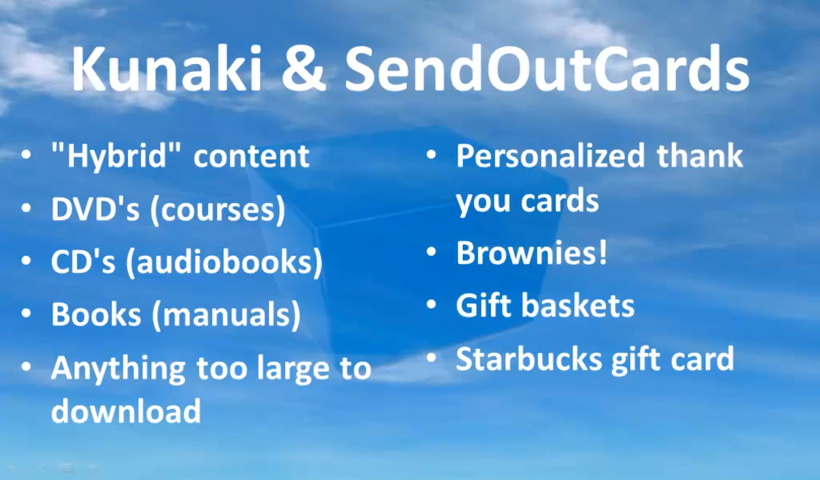 Kunaki & SendOutCards
• "Hybrid" content
• DVD's (courses)
• CD's (audiobooks)
• Books (manuals)
• Anything too large to
download
• Personalized thank
you cards
• Brownies!
• Gift baskets
• Starbucks gift card